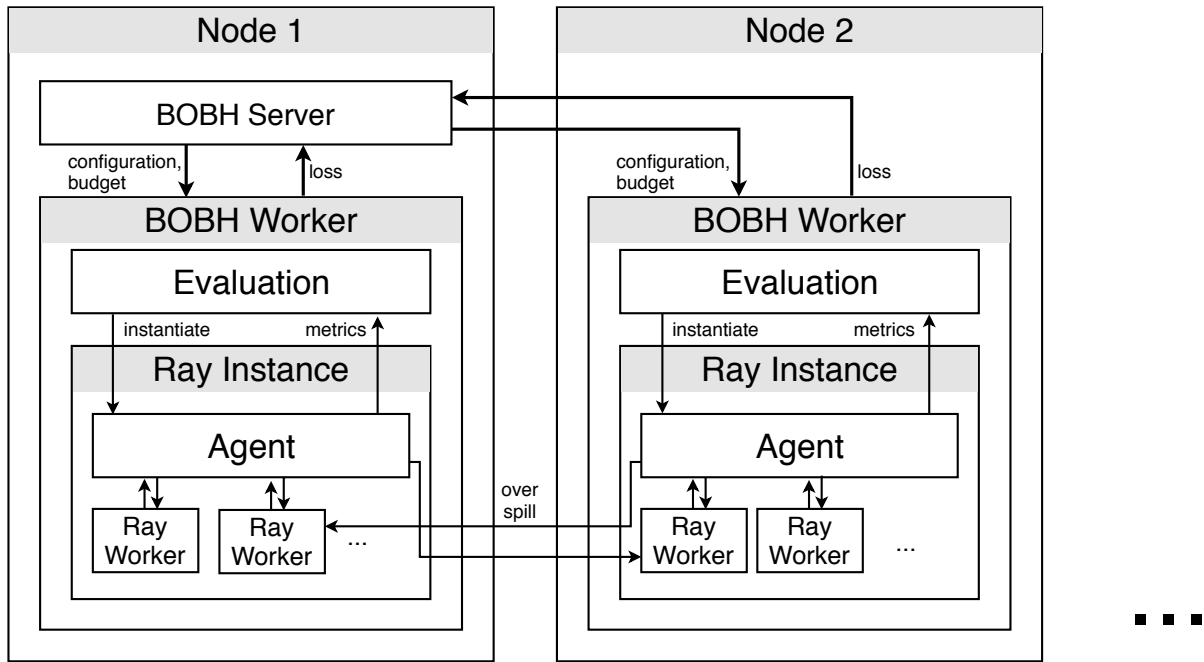 Node 1
Node 2
BOBH Server
configuration,
budget
loss
configuration,
budget
loss
BOBH Worker
BOBH Worker
Evaluation
Evaluation
instantiate
metrics
instantiate
metrics
Ray Instance
Ray Instance
Agent
Agent
over
spill
Ray
Worker
Ray
Worker
...
Ray
Worker
Ray
Worker
...
...